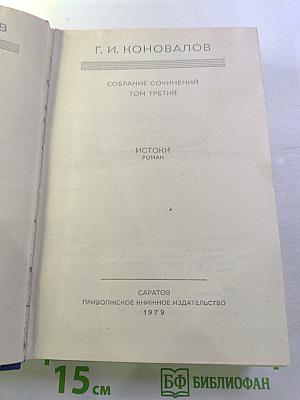 В
Г. И. КОНОВАЛОВ
СОБРАНИЕ СОЧИНЕНИЙ
ТОМ ТРЕТИЙ
ИСТОКИ
РОМАН
САРАТОВ
ПРИВОЛЖСКОЕ КНИЖНОЕ ИЗДАТЕЛЬСТВО
1979
15 СМ
БФ БИБЛИОФАН